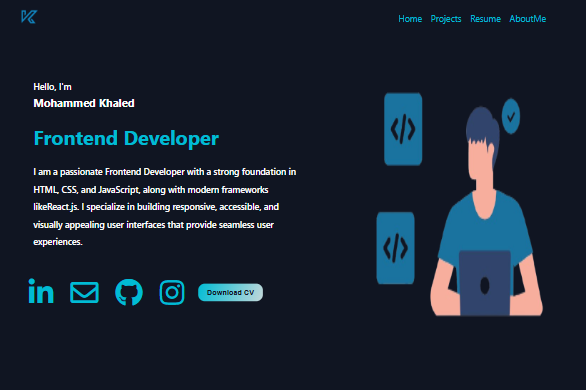 Home Projects Resume AboutMe
Hello, I'm
Mohammed Khaled
Frontend Developer
I am a passionate Frontend Developer with a strong foundation in
HTML, CSS, and JavaScript, along with modern frameworks
likeReact.js. I specialize in building responsive, accessible, and
visually appealing user interfaces that provide seamless user
experiences.
Download CV